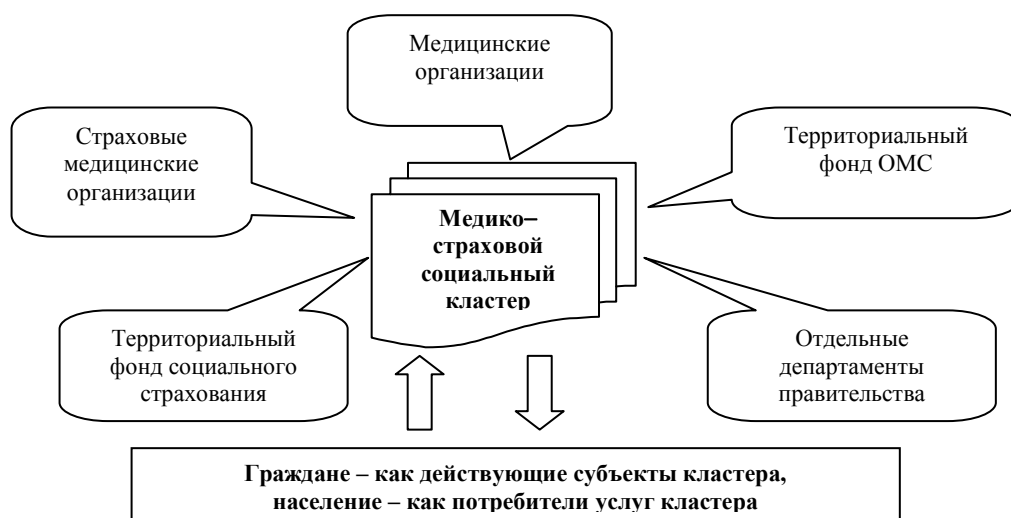 Медицинские
организации
Страховые
медицинские
организации
Территориальный
фонд ОМС
Медико–
страховой
социальный
кластер
Территориальный
фонд социального
страхования
Отдельные
департаменты
правительства
Граждане – как действующие субъекты кластера,
население – как потребители услуг кластера